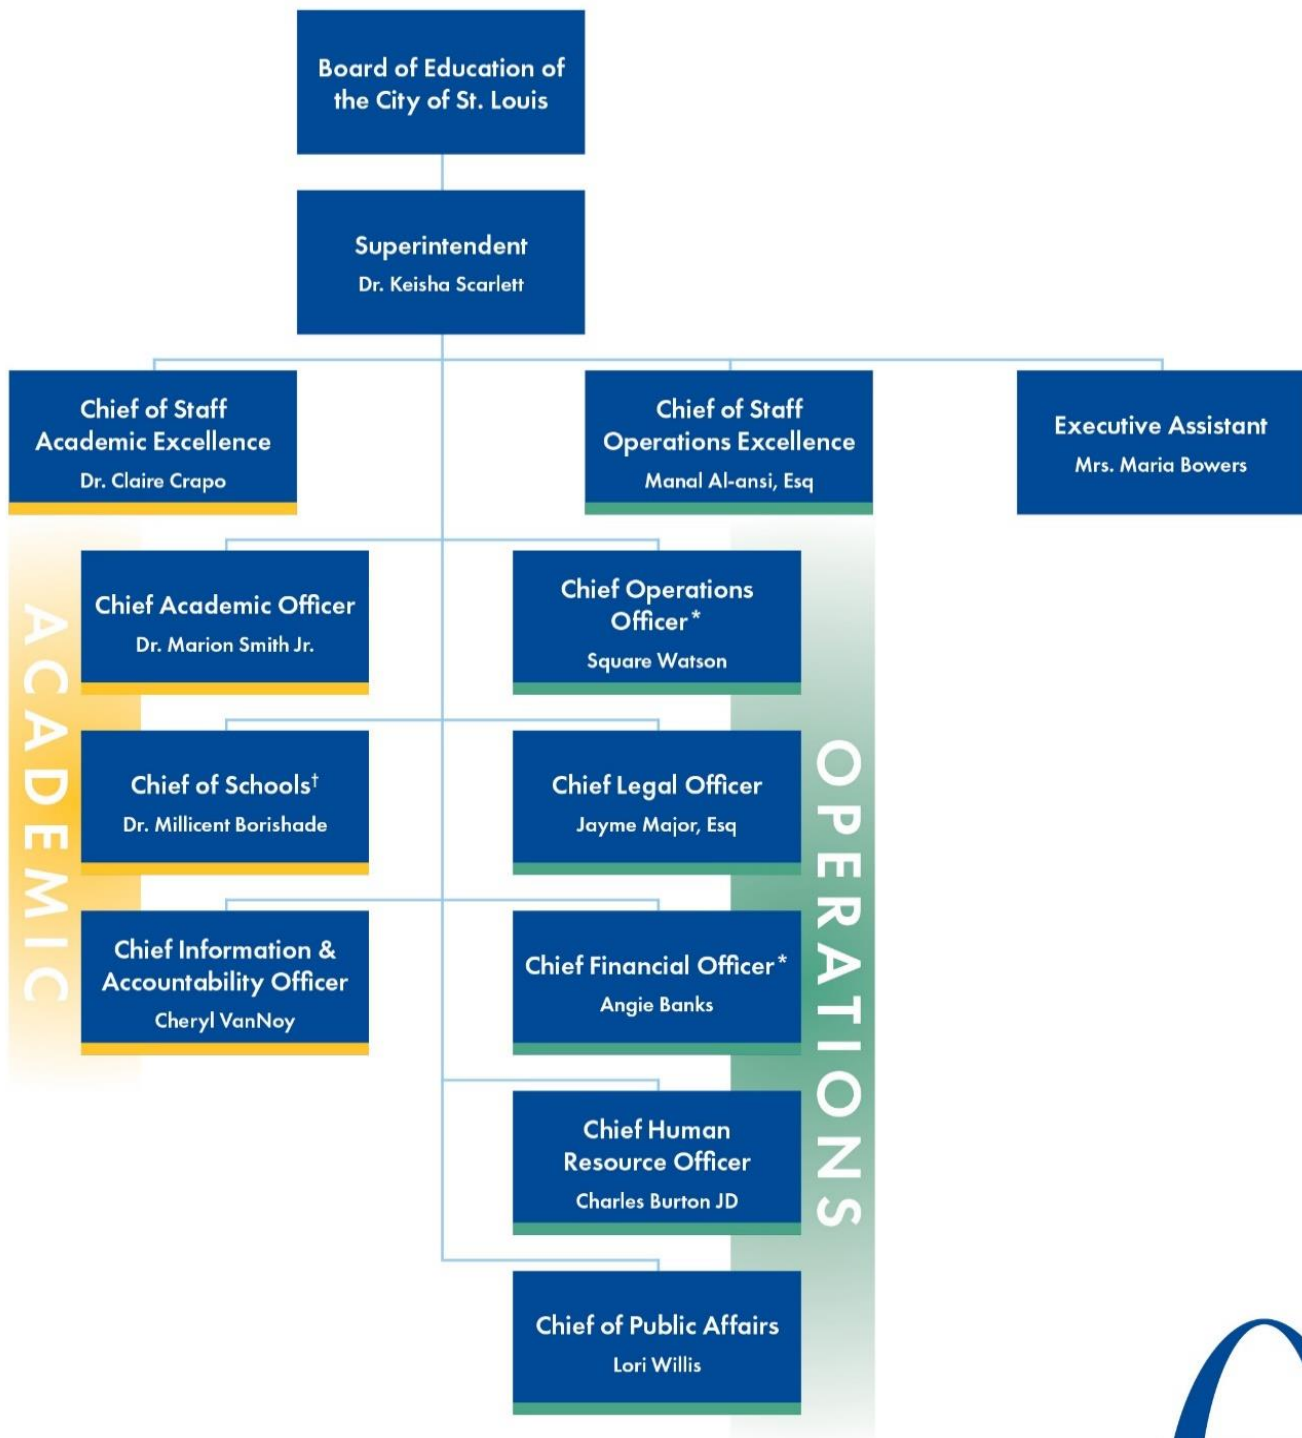 Board of Education of
the City of St. Louis
Superintendent
Dr. Keisha Scarlett
Chief of Staff
Academic Excellence
Dr. Claire Crapo
Chief of Staff
Operations Excellence
Manal Al-ansi, Esq
Executive Assistant
Mrs. Maria Bowers
ACADEMIC
Chief Academic Officer
Dr. Marion Smith Jr.
Chief Operations
Officer*
Square Watson
OPERATIONS
Chief of Schools†
Dr. Millicent Borishade
Chief Legal Officer
Jayme Major, Esq
Chief Information &
Accountability Officer
Cheryl VanNoy
Chief Financial Officer*
Angie Banks
Chief Human
Resource Officer
Charles Burton JD
Chief of Public Affairs
Lori Willis